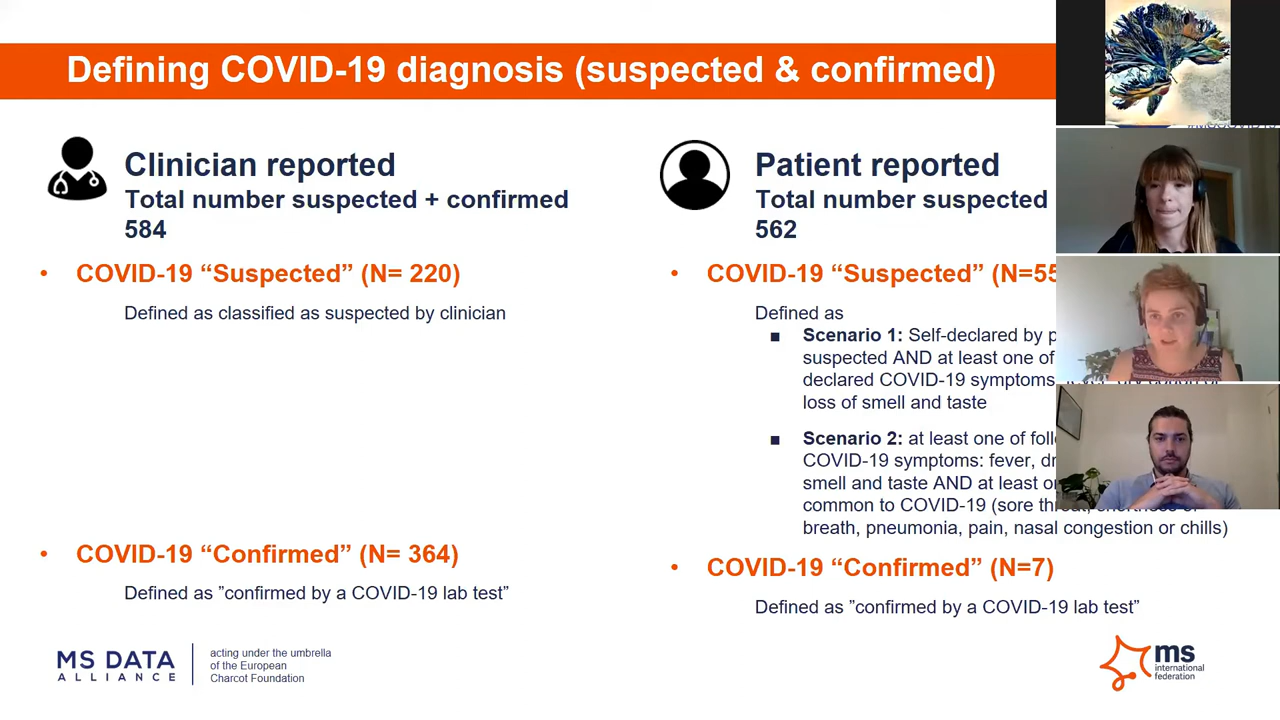 Defining COVID-19 diagnosis (suspected & confirmed)
Clinician reported
Total number suspected + confirmed
584
• COVID-19 “Suspected” (N= 220)
Defined as classified as suspected by clinician
• COVID-19 “Confirmed” (N= 364)
Defined as ”confirmed by a COVID-19 lab test”
Patient reported
Total number suspected
562
• COVID-19 “Suspected” (N=55
Defined as
■ Scenario 1: Self-declared by p
suspected AND at least one of
declared COVID-19 symptoms
loss of smell and taste
■ Scenario 2: at least one of foll
COVID-19 symptoms: fever, dr
smell and taste AND at least o
common to COVID-19 (sore throat, shortness of
breath, pneumonia, pain, nasal congestion or chills)
• COVID-19 “Confirmed” (N=7)
Defined as ”confirmed by a COVID-19 lab test”
MS DATA
ALLIANCE
acting under the umbrella
of the European
Charcot Foundation
ms
international
federation